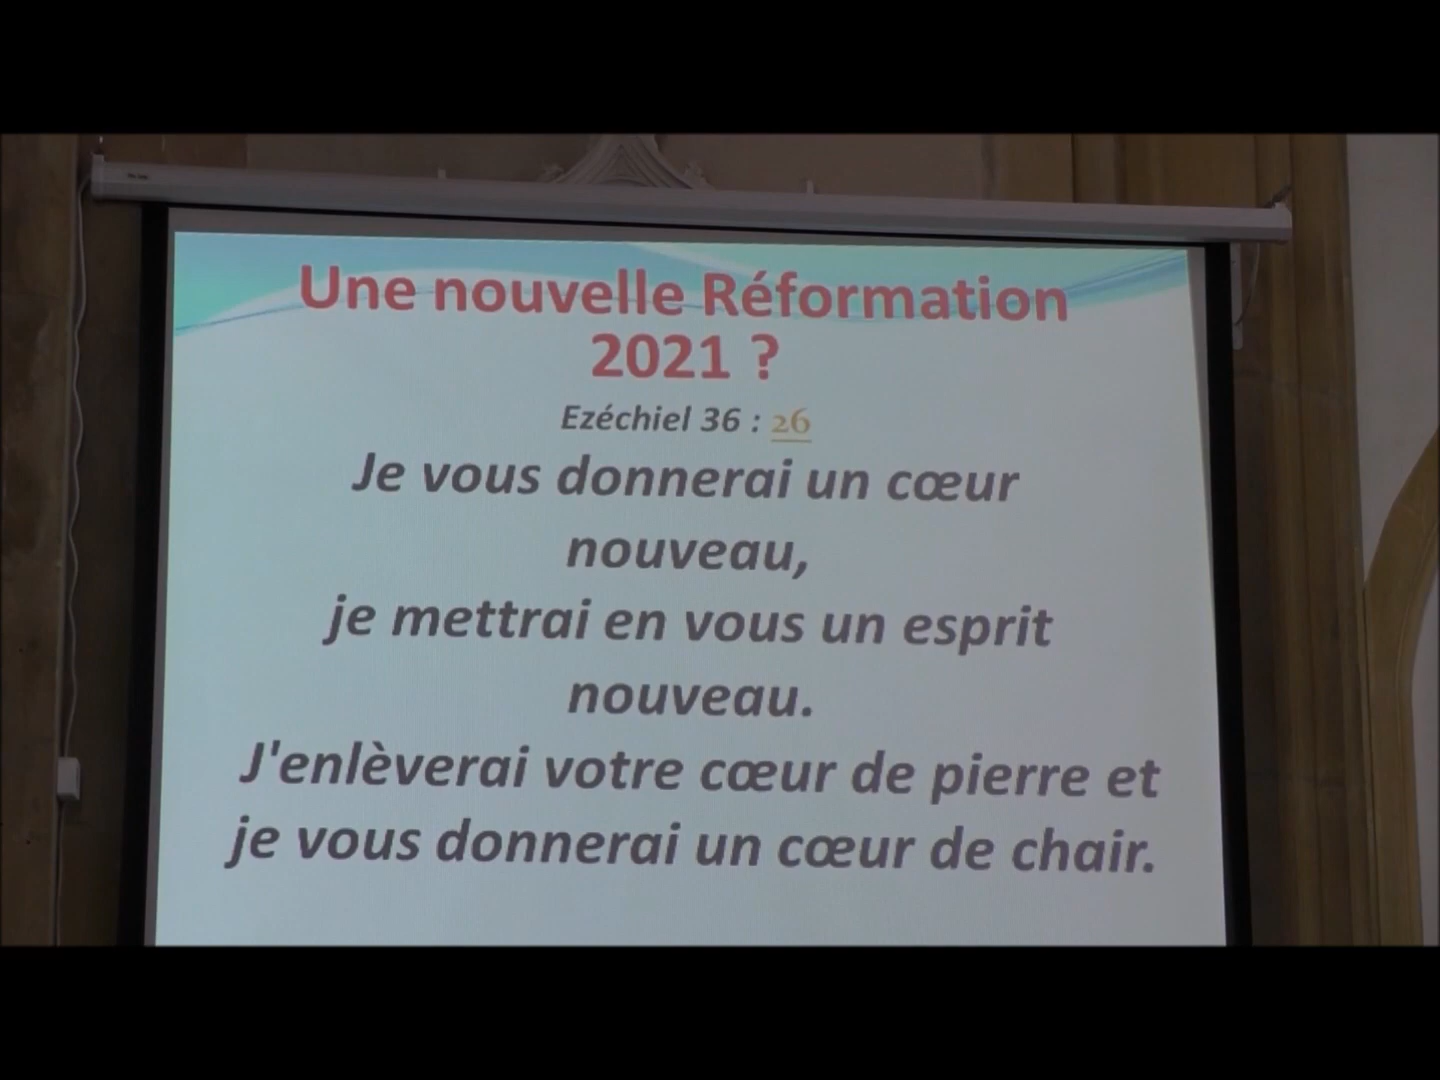 Une nouvelle Réformation
2021 ?
Ezéchiel 36 : 26
Je vous donnerai un cœur
nouveau,
je mettrai en vous un esprit
nouveau.
J'enlèverai votre cœur de pierre et
je vous donnerai un cœur de chair.